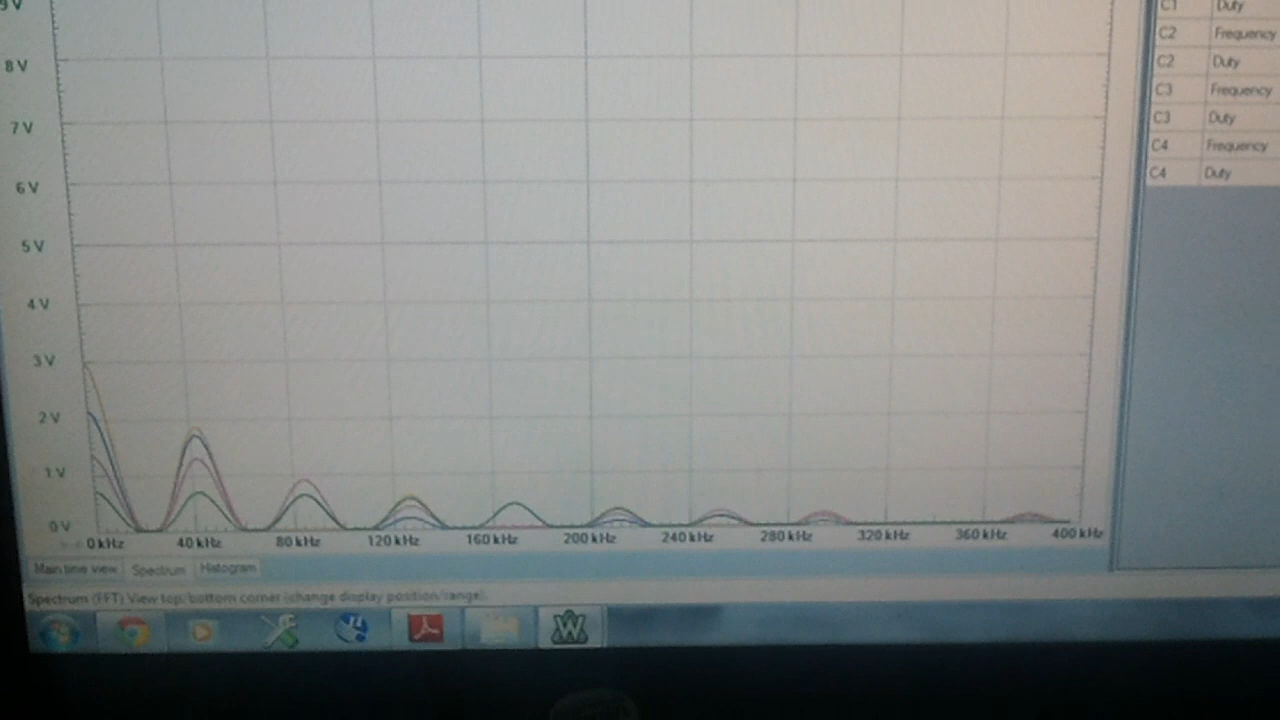 9V
C1 Duty
C2 Frequency
8V
C2 Duty
C3 Frequency
7V
C3 Duty
C4 Frequency
6V
C4 Duty
5V
4V
3V
2V
1V
0V
0kHz 40kHz 80kHz 120kHz 160kHz 200kHz 240kHz 280kHz 320kHz 360kHz 400kHz
Main time view Spectrum Histogram
Spectrum (FFT) View top/bottom corner (change display position/range).
W